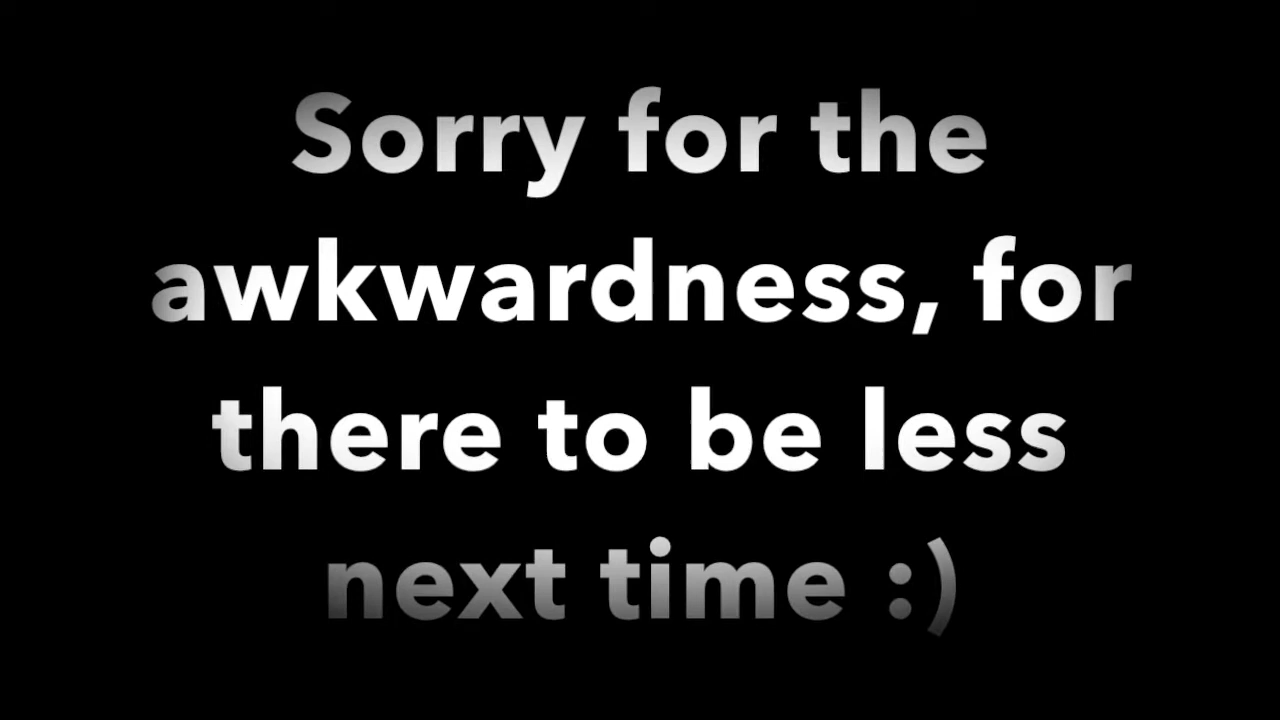 Sorry for the
awkwardness, for
there to be less
next time :)